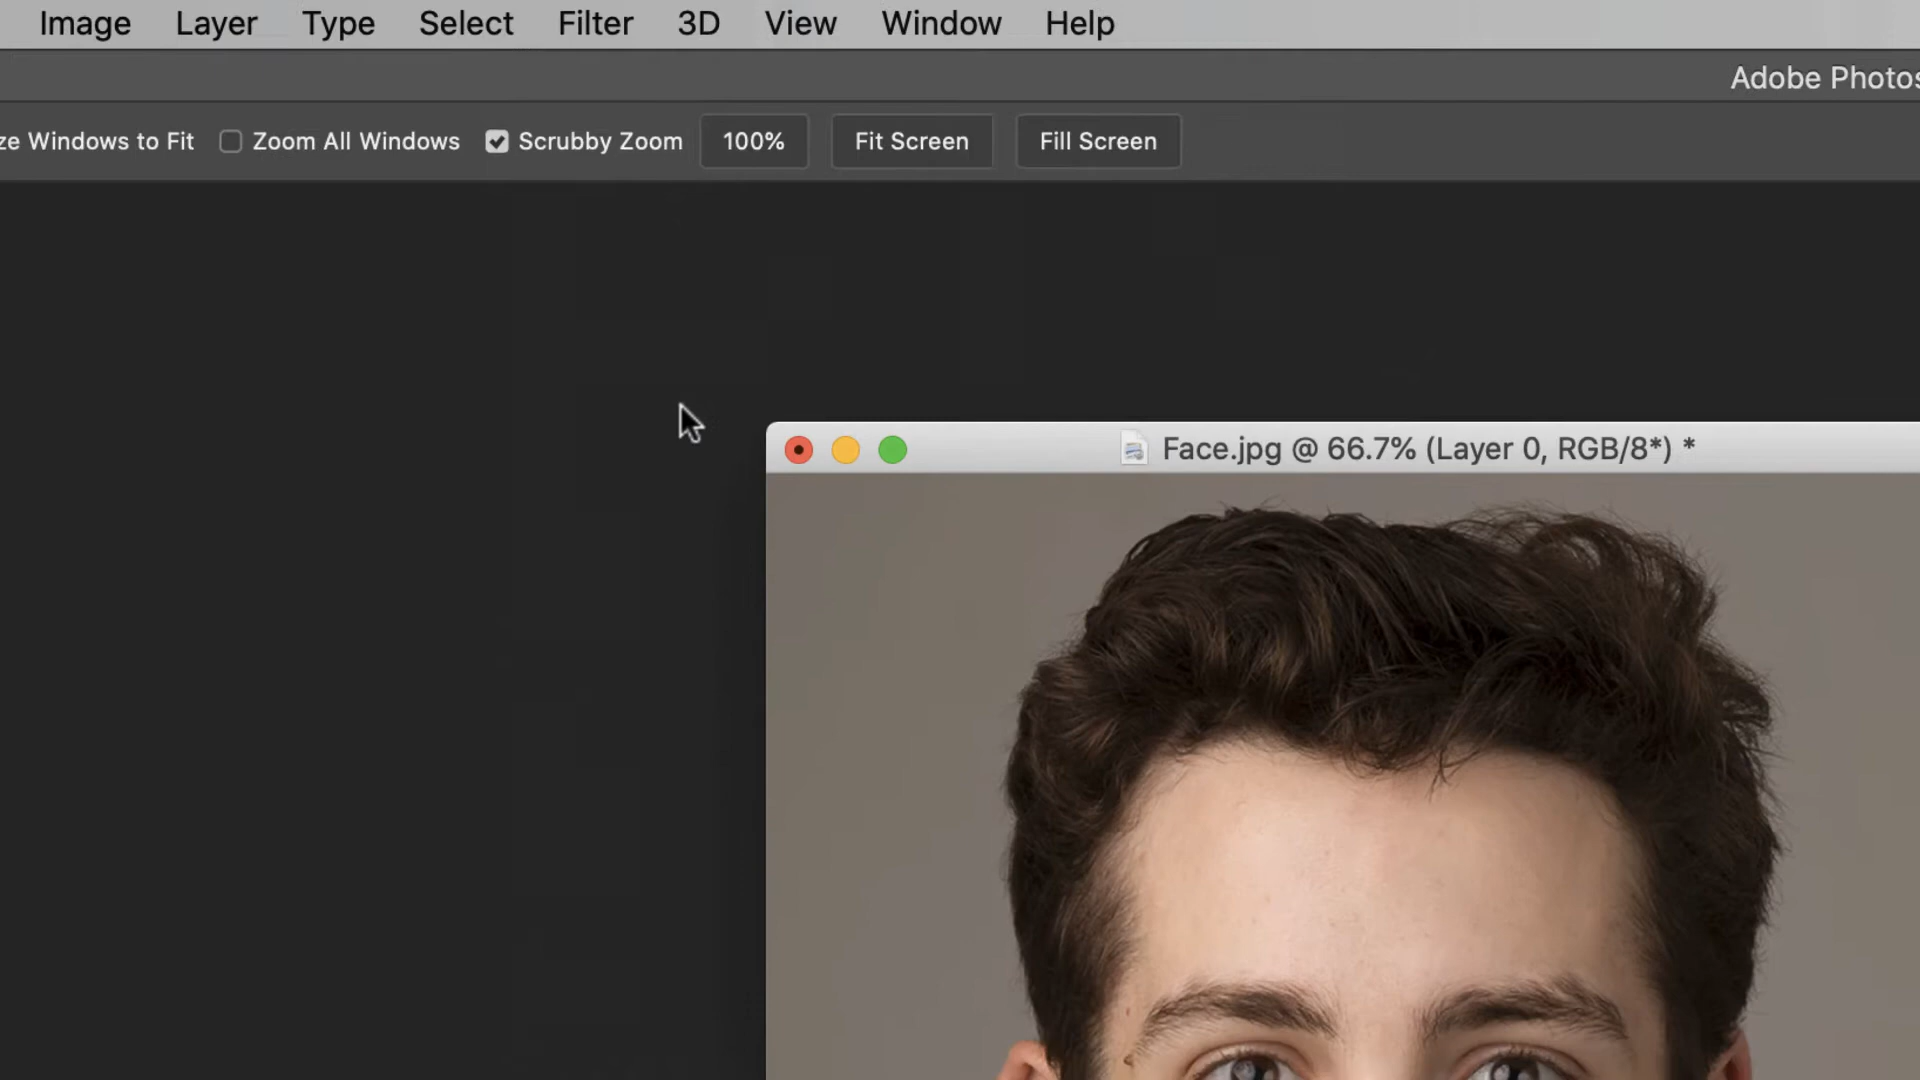 Image Layer Type Select Filter 3D View Window Help
Adobe Photos
ze Windows to Fit Zoom All Windows Scrubby Zoom 100% Fit Screen Fill Screen
Face.jpg @ 66.7% (Layer 0, RGB/8*) *